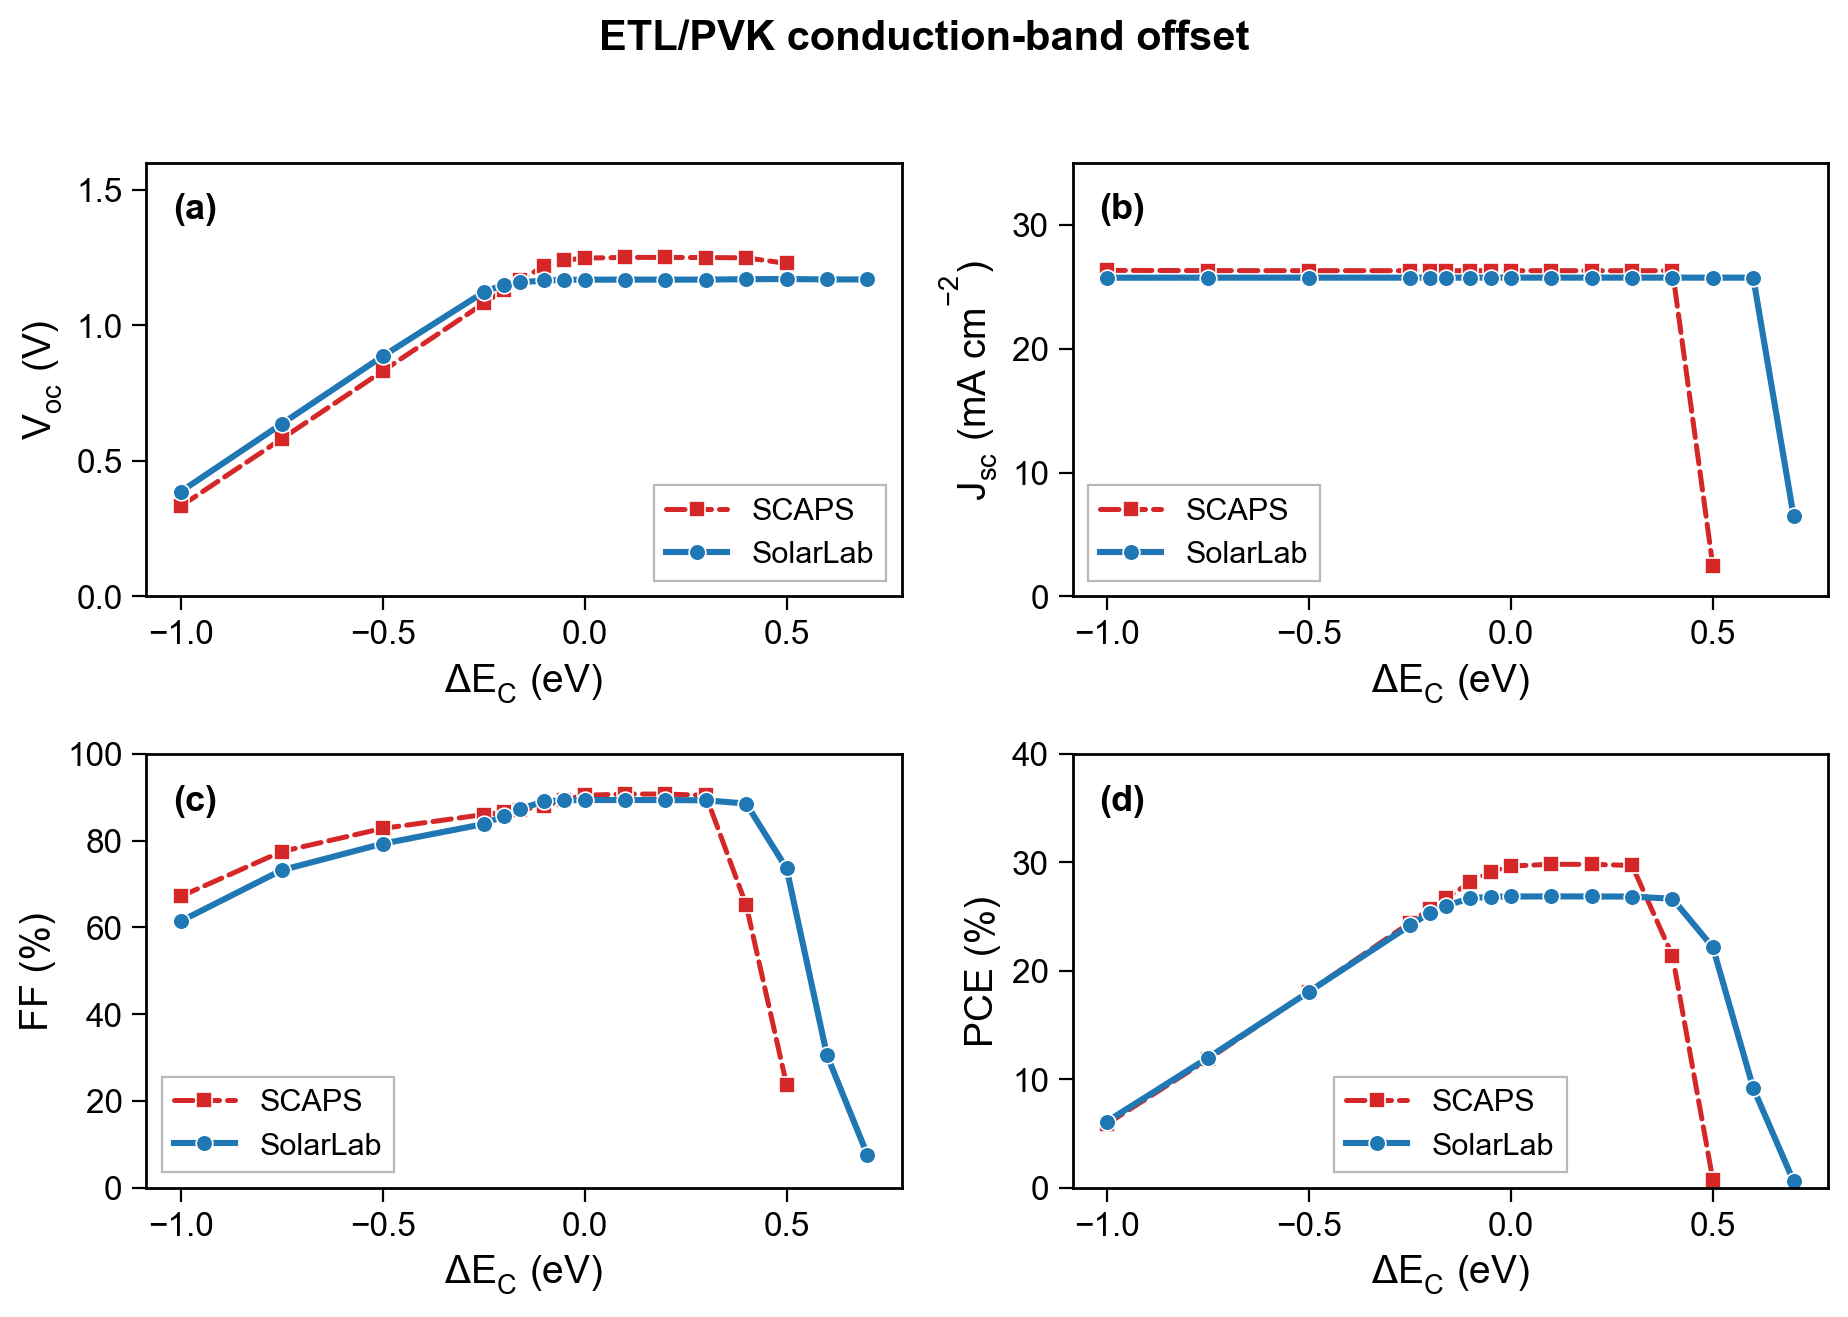 ETL/PVK conduction-band offset
(a)
1.5
1.0
0.5
0.0
V_oc (V)
−1.0 −0.5 0.0 0.5
ΔE_C (eV)
SCAPS
SolarLab
(b)
30
20
10
0
J_sc (mA cm⁻²)
−1.0 −0.5 0.0 0.5
ΔE_C (eV)
SCAPS
SolarLab
(c)
100
80
60
40
20
0
FF (%)
−1.0 −0.5 0.0 0.5
ΔE_C (eV)
SCAPS
SolarLab
(d)
40
30
20
10
0
PCE (%)
−1.0 −0.5 0.0 0.5
ΔE_C (eV)
SCAPS
SolarLab